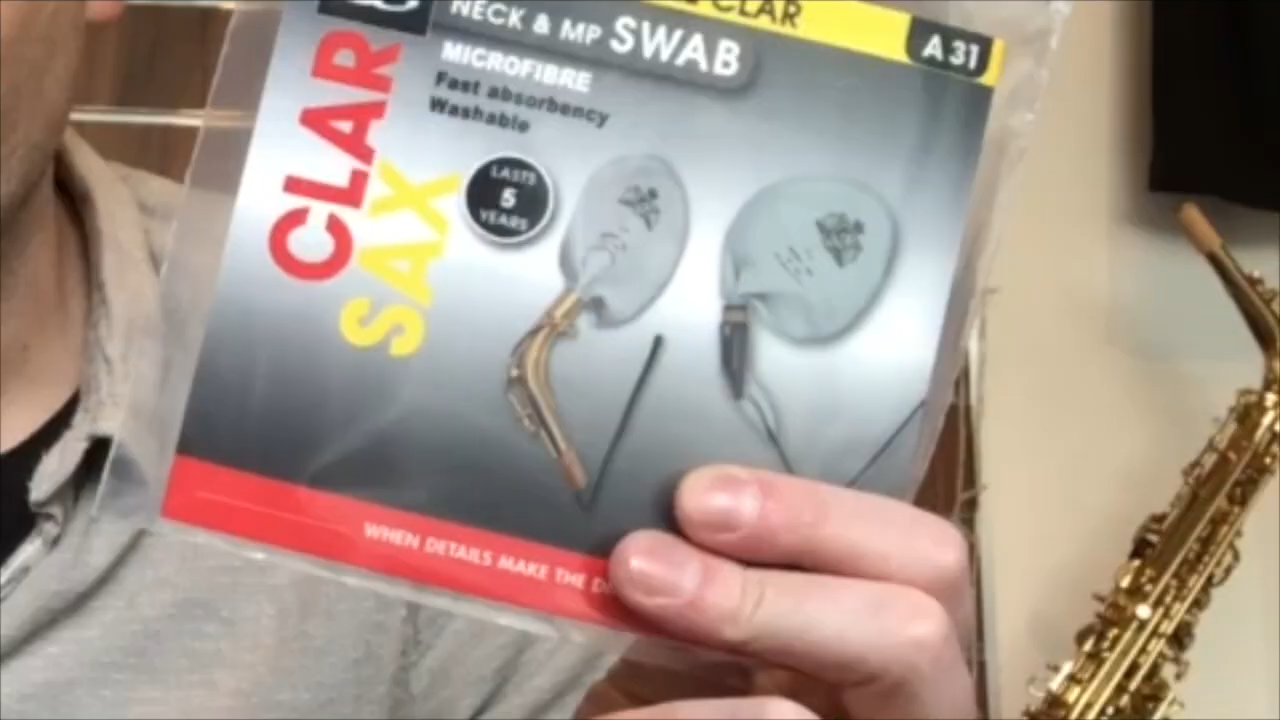 CLAR
A 31
NECK & MP SWAB
MICROFIBRE
Fast absorbency
Washable
LASTS
5
YEARS
CLAR
SAX
WHEN DETAILS MAKE THE